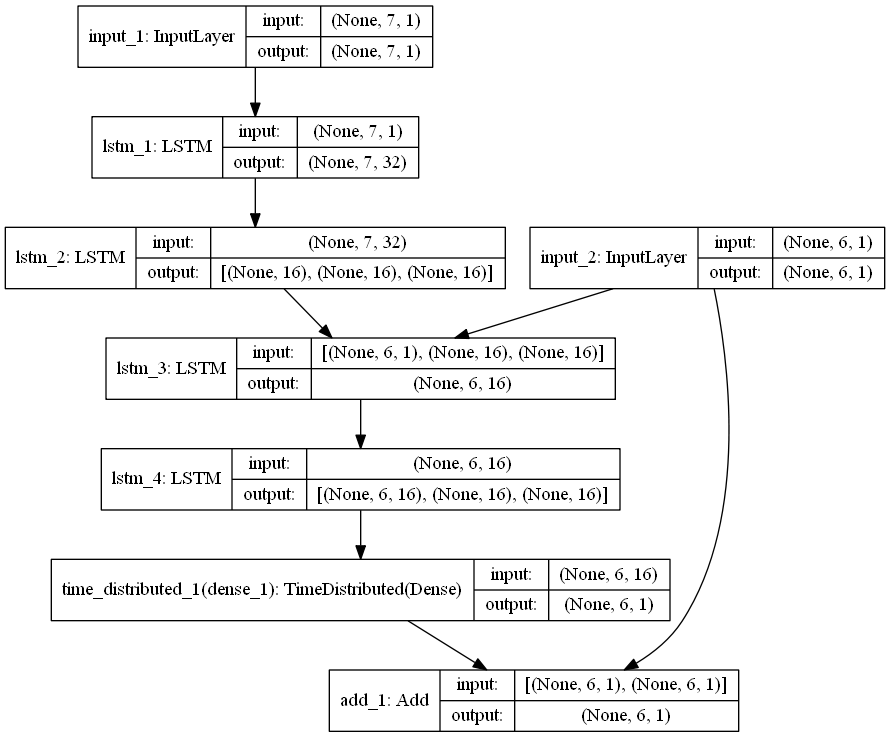 input_1: InputLayer
input: (None, 7, 1)
output: (None, 7, 1)
lstm_1: LSTM
input: (None, 7, 1)
output: (None, 7, 32)
lstm_2: LSTM
input: (None, 7, 32)
output: [(None, 16), (None, 16), (None, 16)]
input_2: InputLayer
input: (None, 6, 1)
output: (None, 6, 1)
lstm_3: LSTM
input: [(None, 6, 1), (None, 16), (None, 16)]
output: (None, 6, 16)
lstm_4: LSTM
input: (None, 6, 16)
output: [(None, 6, 16), (None, 16), (None, 16)]
time_distributed_1(dense_1): TimeDistributed(Dense)
input: (None, 6, 16)
output: (None, 6, 1)
add_1: Add
input: [(None, 6, 1), (None, 6, 1)]
output: (None, 6, 1)